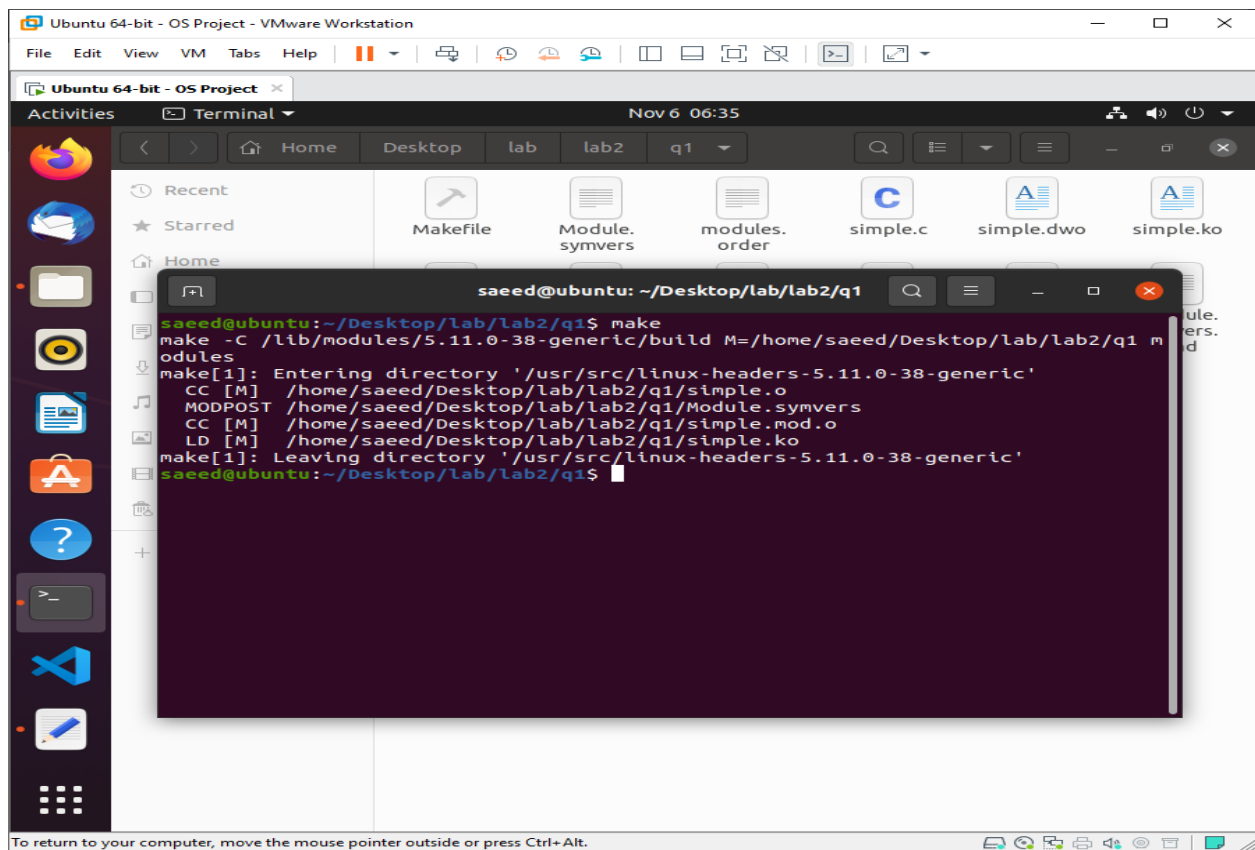 Ubuntu 64-bit - OS Project - VMware Workstation
File Edit View VM Tabs Help
Ubuntu 64-bit - OS Project
Activities Terminal Nov 6 06:35
Home Desktop lab lab2 q1
Recent
Starred
Home
Makefile
Module.
symvers
modules.
order
simple.c
simple.dwo
simple.ko
saeed@ubuntu: ~/Desktop/lab/lab2/q1
saeed@ubuntu:~/Desktop/lab/lab2/q1$ make
make -C /lib/modules/5.11.0-38-generic/build M=/home/saeed/Desktop/lab/lab2/q1 m
odules
make[1]: Entering directory '/usr/src/linux-headers-5.11.0-38-generic'
CC [M] /home/saeed/Desktop/lab/lab2/q1/simple.o
MODPOST /home/saeed/Desktop/lab/lab2/q1/Module.symvers
CC [M] /home/saeed/Desktop/lab/lab2/q1/simple.mod.o
LD [M] /home/saeed/Desktop/lab/lab2/q1/simple.ko
make[1]: Leaving directory '/usr/src/linux-headers-5.11.0-38-generic'
saeed@ubuntu:~/Desktop/lab/lab2/q1$
To return to your computer, move the mouse pointer outside or press Ctrl+Alt.